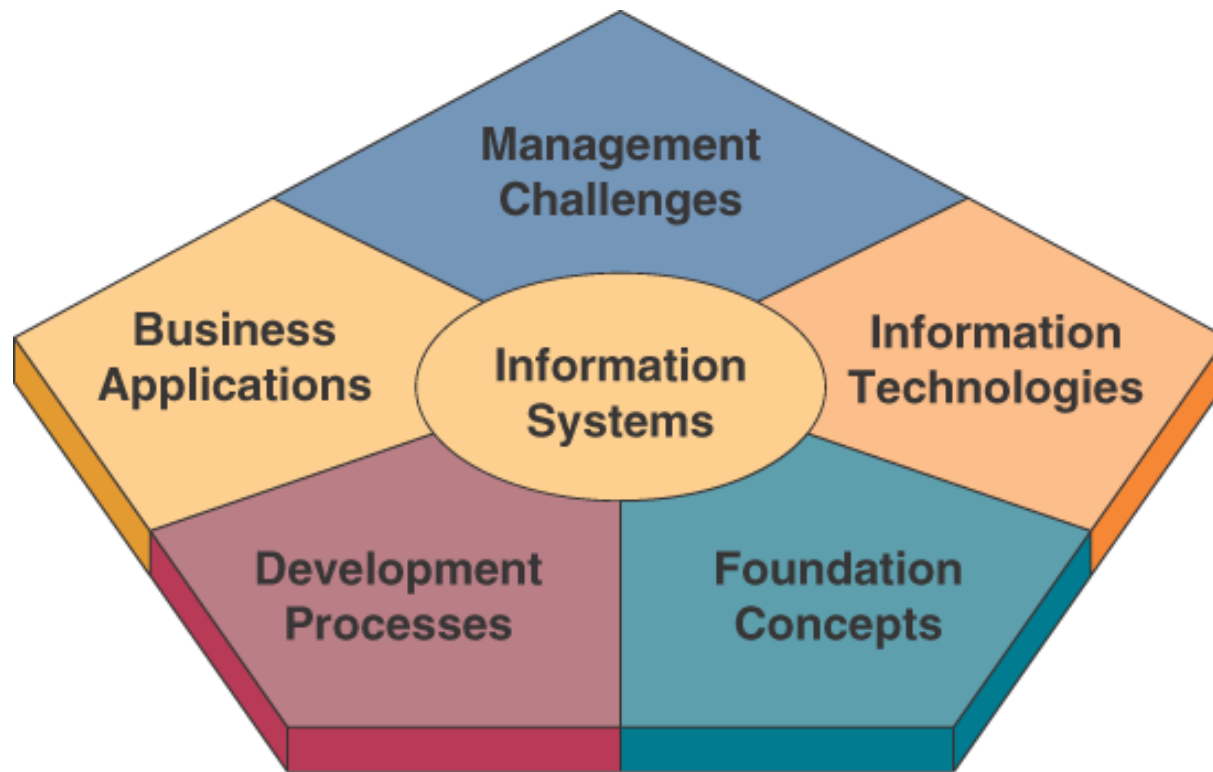 Management
Challenges
Business
Applications
Information
Systems
Information
Technologies
Development
Processes
Foundation
Concepts